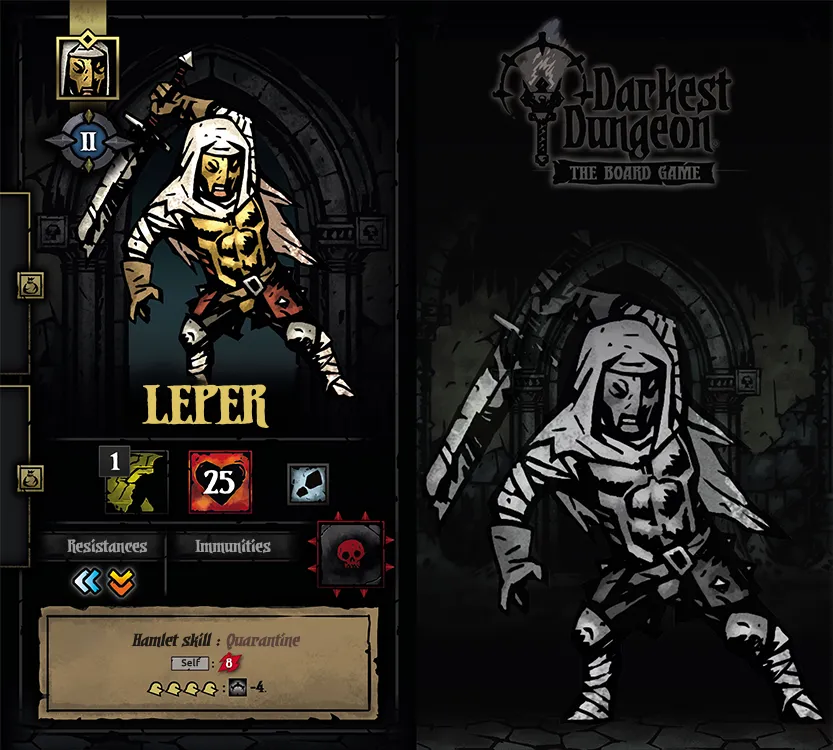 II
LEPER
1
25
Resistances
Immunities
Hamlet skill : Quarantine
Self : 8
: -4
Darkest
Dungeon
THE BOARD GAME